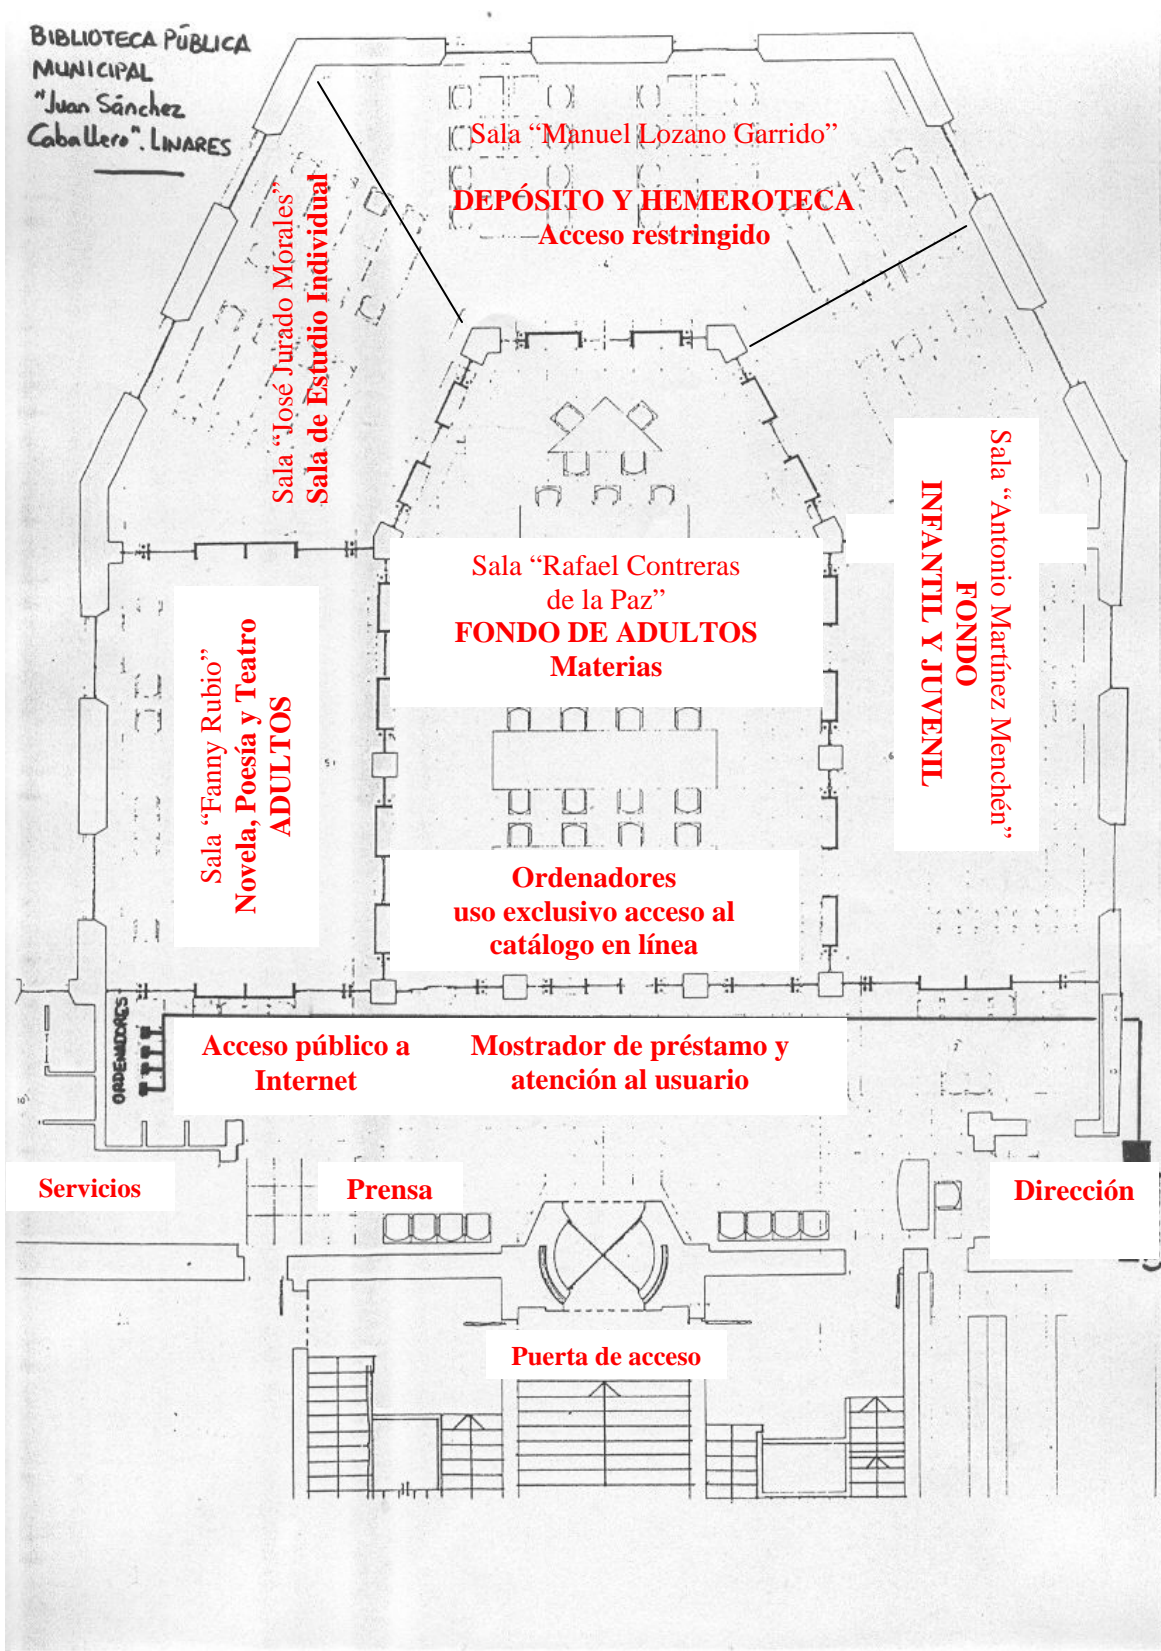 BIBLIOTECA PÚBLICA
MUNICIPAL
"Juan Sánchez
Caballero". LINARES
Sala “Manuel Lozano Garrido”
DEPÓSITO Y HEMEROTECA
Acceso restringido
Sala “José Jurado Morales”
Sala de Estudio Individual
Sala “Antonio Martínez Menchén”
FONDO
INFANTIL Y JUVENIL
Sala “Rafael Contreras
de la Paz”
FONDO DE ADULTOS
Materias
Sala “Fanny Rubio”
Novela, Poesía y Teatro
ADULTOS
Ordenadores
uso exclusivo acceso al
catálogo en línea
ORDENADORES
Acceso público a
Internet
Mostrador de préstamo y
atención al usuario
Servicios
Prensa
Dirección
Puerta de acceso